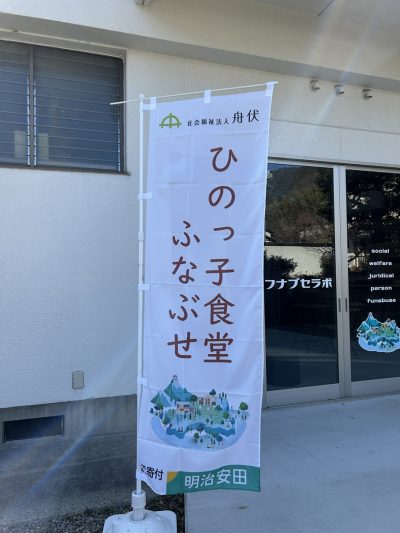 社会福祉法人 舟伏
ひのっ子食堂
ふなぶせ
寄付 明治安田
フナブセラボ
social
welfare
juridical
person
funabuse